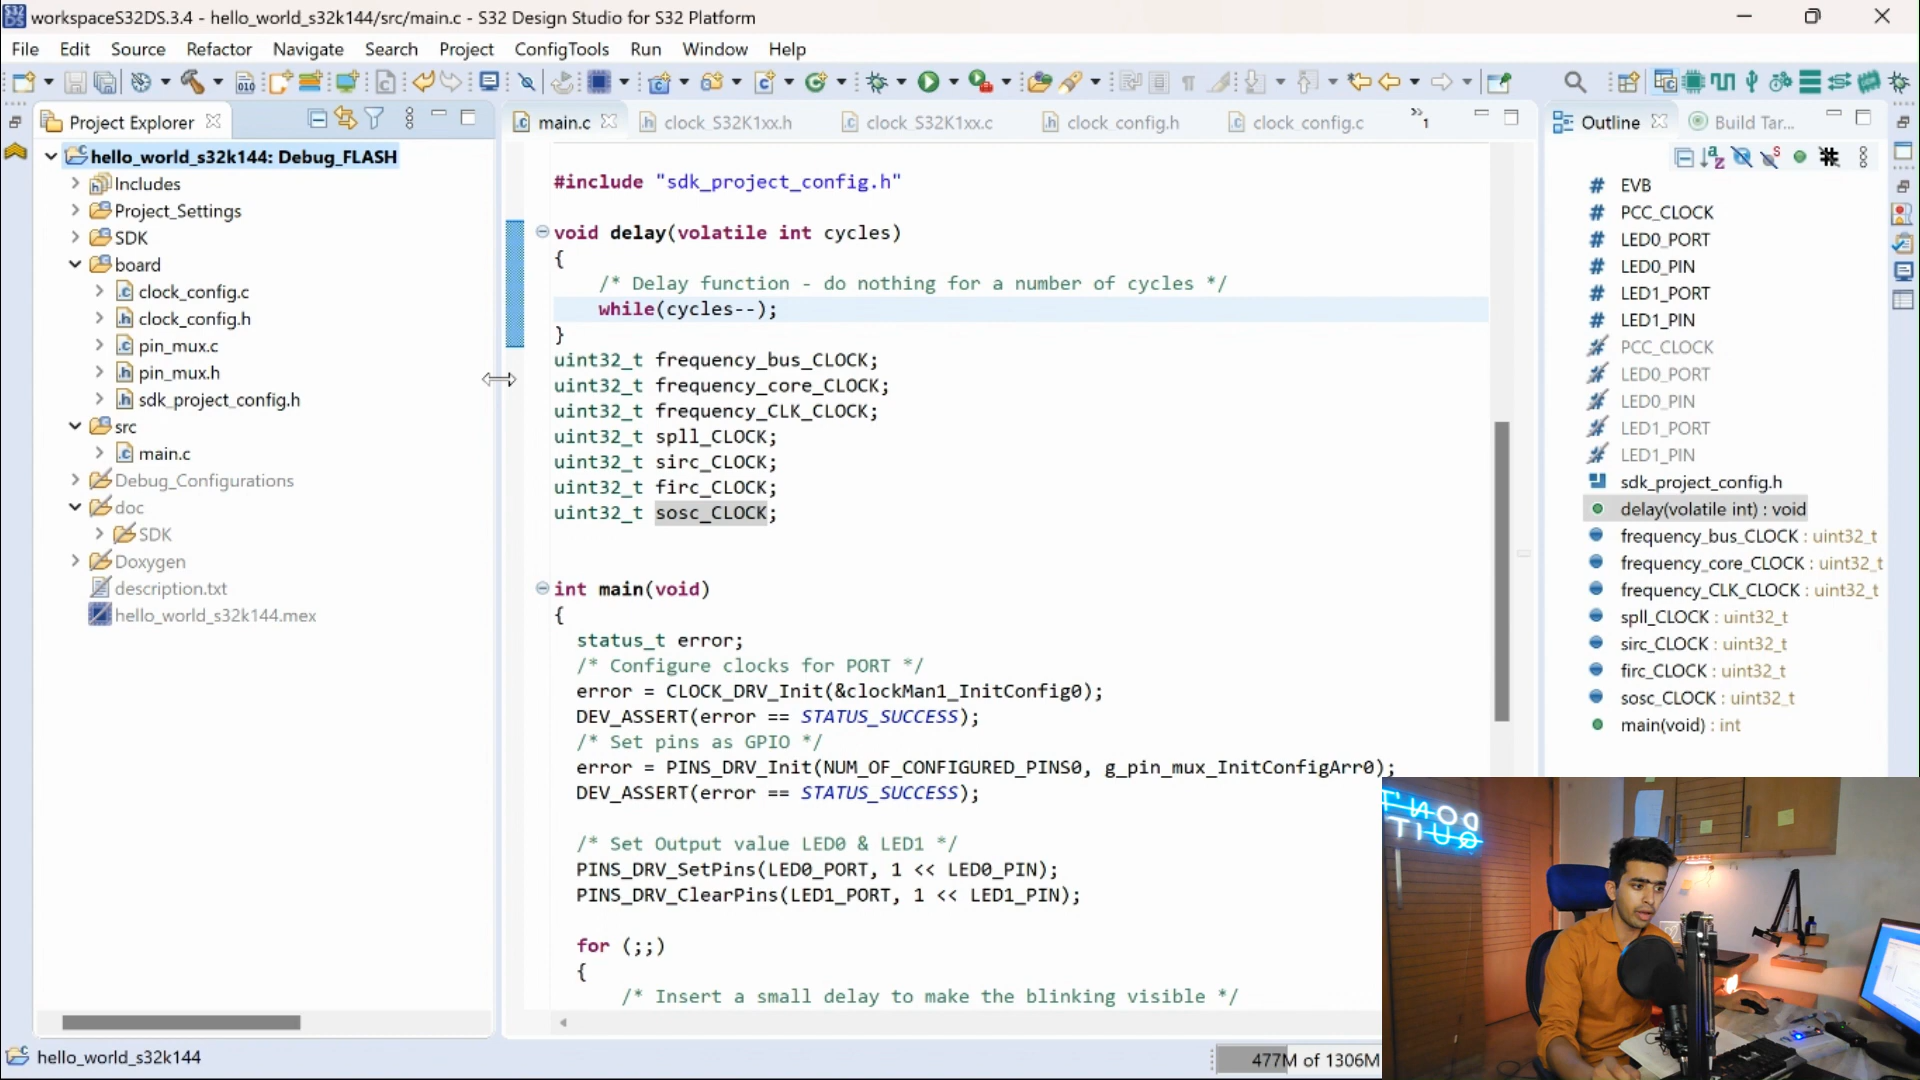 workspaceS32DS.3.4 - hello_world_s32k144/src/main.c - S32 Design Studio for S32 Platform
File Edit Source Refactor Navigate Search Project ConfigTools Run Window Help
Project Explorer
hello_world_s32k144: Debug_FLASH
Includes
Project_Settings
SDK
board
clock_config.c
clock_config.h
pin_mux.c
pin_mux.h
sdk_project_config.h
src
main.c
Debug_Configurations
doc
SDK
Doxygen
description.txt
hello_world_s32k144.mex
main.c clock_S32K1xx.h clock_S32K1xx.c clock_config.h clock_config.c »1
#include "sdk_project_config.h"
void delay(volatile int cycles)
{
/* Delay function - do nothing for a number of cycles */
while(cycles--);
}
uint32_t frequency_bus_CLOCK;
uint32_t frequency_core_CLOCK;
uint32_t frequency_CLK_CLOCK;
uint32_t spll_CLOCK;
uint32_t sirc_CLOCK;
uint32_t firc_CLOCK;
uint32_t sosc_CLOCK;
int main(void)
{
status_t error;
/* Configure clocks for PORT */
error = CLOCK_DRV_Init(&clockMan1_InitConfig0);
DEV_ASSERT(error == STATUS_SUCCESS);
/* Set pins as GPIO */
error = PINS_DRV_Init(NUM_OF_CONFIGURED_PINS0, g_pin_mux_InitConfigArr0);
DEV_ASSERT(error == STATUS_SUCCESS);
/* Set Output value LED0 & LED1 */
PINS_DRV_SetPins(LED0_PORT, 1 << LED0_PIN);
PINS_DRV_ClearPins(LED1_PORT, 1 << LED1_PIN);
for (;;)
{
/* Insert a small delay to make the blinking visible */
Outline Build Tar...
EVB
PCC_CLOCK
LED0_PORT
LED0_PIN
LED1_PORT
LED1_PIN
PCC_CLOCK
LED0_PORT
LED0_PIN
LED1_PORT
LED1_PIN
sdk_project_config.h
delay(volatile int) : void
frequency_bus_CLOCK : uint32_t
frequency_core_CLOCK : uint32_t
frequency_CLK_CLOCK : uint32_t
spll_CLOCK : uint32_t
sirc_CLOCK : uint32_t
firc_CLOCK : uint32_t
sosc_CLOCK : uint32_t
main(void) : int
DON'T
QUIT
hello_world_s32k144
477M of 1306M